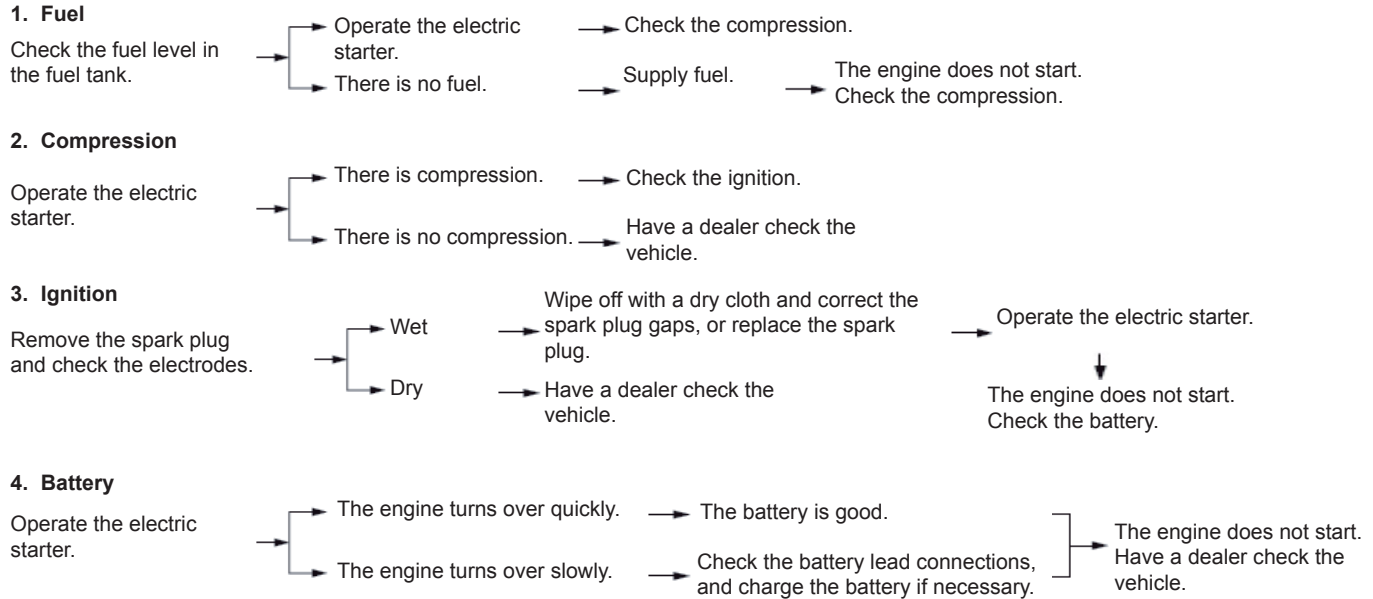 1. Fuel
Check the fuel level in
the fuel tank.
Operate the electric
starter.
Check the compression.
There is no fuel.
Supply fuel.
The engine does not start.
Check the compression.
2. Compression
Operate the electric
starter.
There is compression.
Check the ignition.
There is no compression.
Have a dealer check the
vehicle.
3. Ignition
Remove the spark plug
and check the electrodes.
Wet
Wipe off with a dry cloth and correct the
spark plug gaps, or replace the spark
plug.
Operate the electric starter.
The engine does not start.
Check the battery.
Dry
Have a dealer check the
vehicle.
4. Battery
Operate the electric
starter.
The engine turns over quickly.
The battery is good.
The engine turns over slowly.
Check the battery lead connections,
and charge the battery if necessary.
The engine does not start.
Have a dealer check the
vehicle.